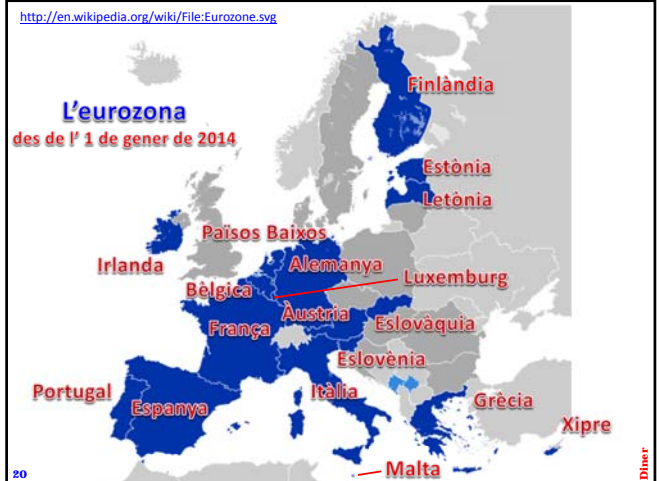 http://en.wikipedia.org/wiki/File:Eurozone.svg
L'eurozona
des de l' 1 de gener de 2014
Finlàndia
Estònia
Letònia
Països Baixos
Irlanda
Alemanya
Luxemburg
Bèlgica
Àustria
França
Eslovàquia
Eslovènia
Portugal
Espanya
Itàlia
Grècia
Xipre
Malta
20
Diner